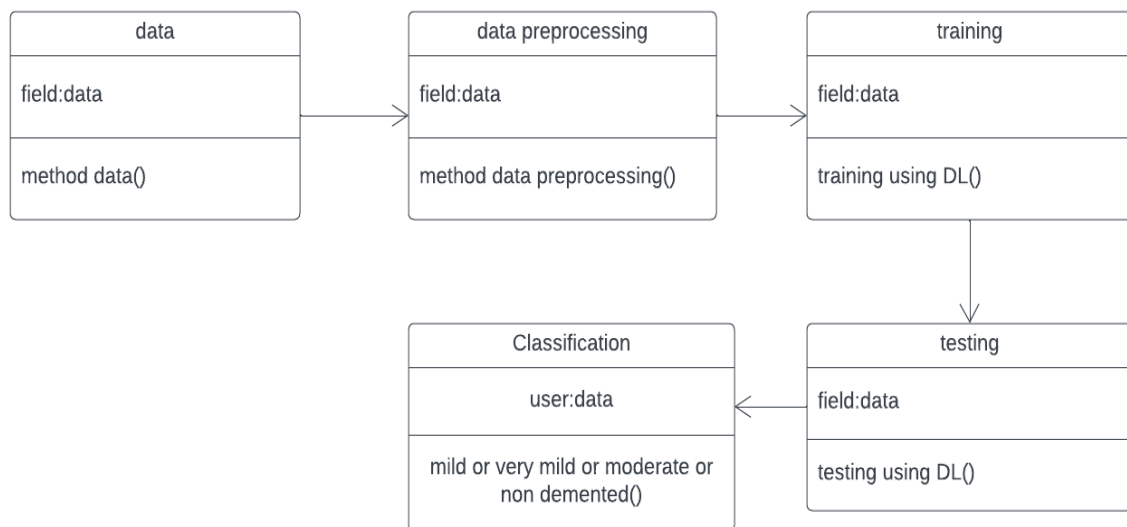 data
field:data
method data()
data preprocessing
field:data
method data preprocessing()
training
field:data
training using DL()
testing
field:data
testing using DL()
Classification
user:data
mild or very mild or moderate or
non demented()